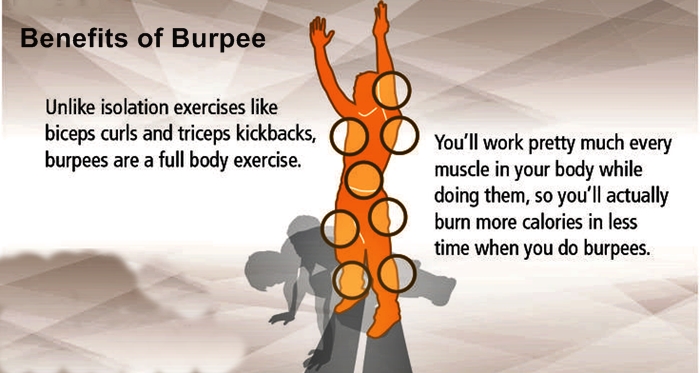 Benefits of Burpee
Unlike isolation exercises like
biceps curls and triceps kickbacks,
burpees are a full body exercise.
You'll work pretty much every
muscle in your body while
doing them, so you'll actually
burn more calories in less
time when you do burpees.